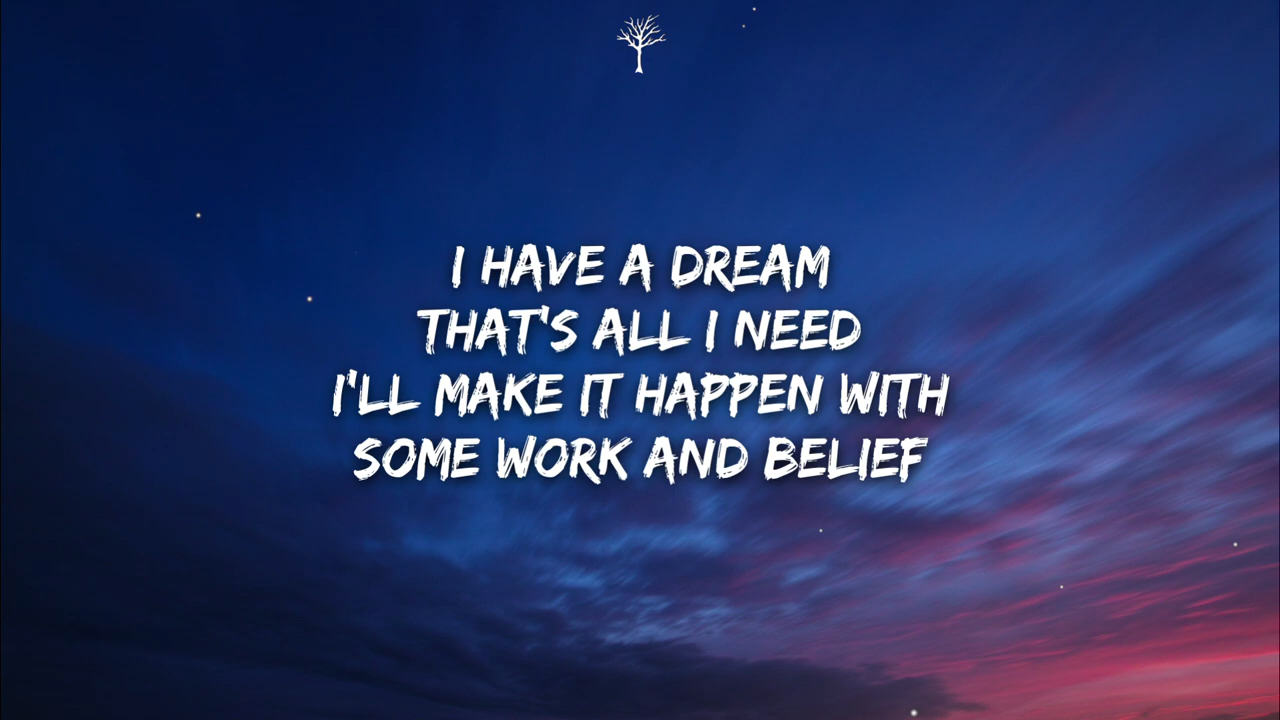 I HAVE A DREAM
THAT'S ALL I NEED
I'LL MAKE IT HAPPEN WITH
SOME WORK AND BELIEF